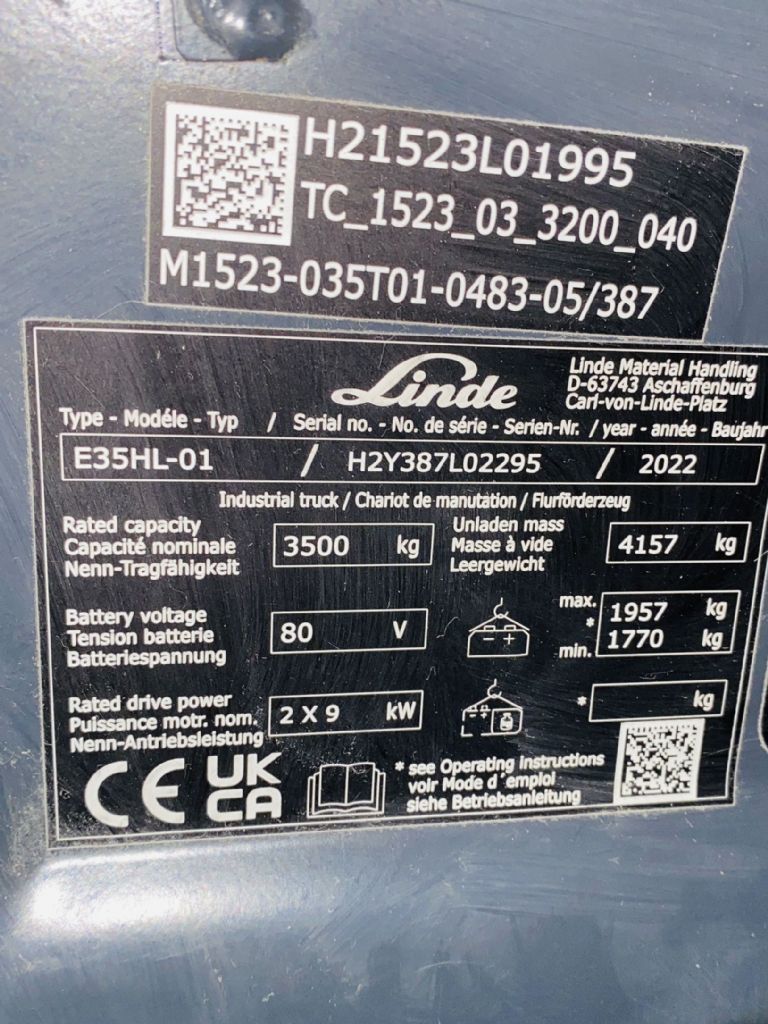 H21523L01995
TC_1523_03_3200_040
M1523-035T01-0483-05/387
Linde
Linde Material Handling
D-63743 Aschaffenburg
Carl-von-Linde-Platz
Type - Modéle - Typ / Serial no. - No. de série - Serien-Nr. / year - année - Baujahr
E35HL-01 / H2Y387L02295 / 2022
Industrial truck / Chariot de manutation / Flurförderzeug
Rated capacity
Capacité nominale
Nenn-Tragfähigkeit
3500 kg
Unladen mass
Masse à vide
Leergewicht
4157 kg
Battery voltage
Tension batterie
Batteriespannung
80 V
max. 1957 kg
*
min. 1770 kg
Rated drive power
Puissance motr. nom.
Nenn-Antriebsleistung
2 X 9 kW
* kg
CE UK
CA
* see Operating Instructions
voir Mode d´emploi
siehe Betriebsanleitung